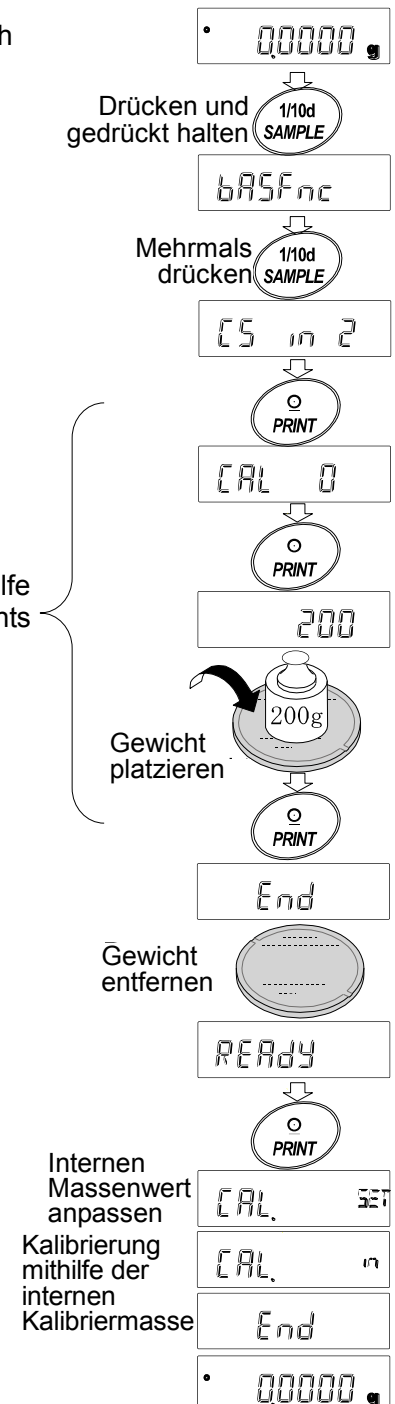 h
0.0000 g
Drücken und
gedrückt halten
1/10d
SAMPLE
bASFnc
Mehrmals
drücken
1/10d
SAMPLE
CS in 2
PRINT
CAL 0
PRINT
lfe
nts
200
200g
Gewicht
platzieren
PRINT
End
Gewicht
entfernen
REAdy
PRINT
Internen
Massenwert
anpassen
CAL. SET
Kalibrierung
mithilfe der
internen
Kalibriermasse
CAL. in
End
0.0000 g